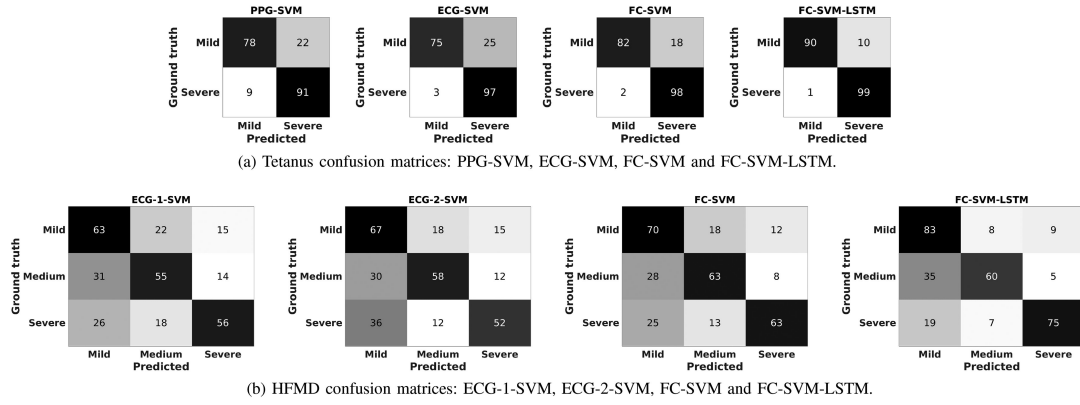 PPG-SVM ECG-SVM FC-SVM FC-SVM-LSTM
Ground truth Mild 78 22 Ground truth Mild 75 25 Ground truth Mild 82 18 Ground truth Mild 90 10
Severe 9 91 Severe 3 97 Severe 2 98 Severe 1 99
Mild Severe Mild Severe Mild Severe Mild Severe
Predicted Predicted Predicted Predicted
(a) Tetanus confusion matrices: PPG-SVM, ECG-SVM, FC-SVM and FC-SVM-LSTM.
ECG-1-SVM ECG-2-SVM FC-SVM FC-SVM-LSTM
Mild 63 22 15 Mild 67 18 15 Mild 70 18 12 Mild 83 8 9
Ground truth Medium 31 55 14 Ground truth Medium 30 58 12 Ground truth Medium 28 63 8 Ground truth Medium 35 60 5
Severe 26 18 56 Severe 36 12 52 Severe 25 13 63 Severe 19 7 75
Mild Medium Severe Mild Medium Severe Mild Medium Severe Mild Medium Severe
Predicted Predicted Predicted Predicted
(b) HFMD confusion matrices: ECG-1-SVM, ECG-2-SVM, FC-SVM and FC-SVM-LSTM.